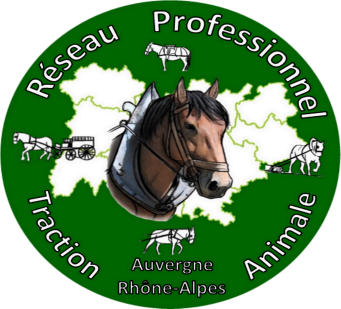 Réseau Professionnel
Traction Animale
Auvergne
Rhône-Alpes